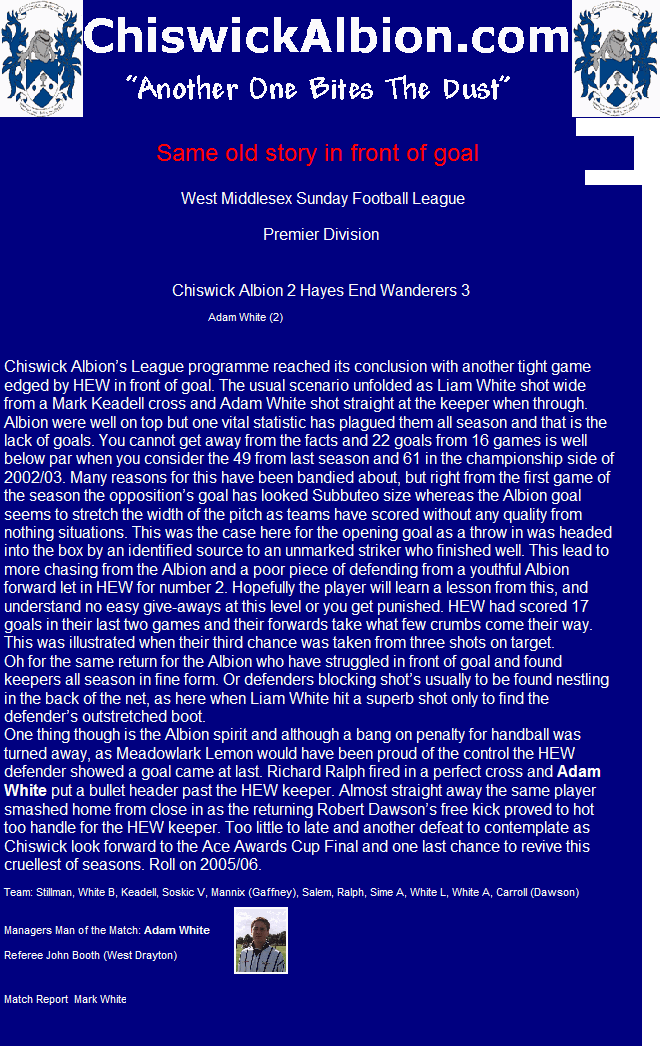 ChiswickAlbion.com
“Another One Bites The Dust”
Same old story in front of goal
West Middlesex Sunday Football League
Premier Division
Chiswick Albion 2 Hayes End Wanderers 3
Adam White (2)
Chiswick Albion’s League programme reached its conclusion with another tight game
edged by HEW in front of goal. The usual scenario unfolded as Liam White shot wide
from a Mark Keadell cross and Adam White shot straight at the keeper when through.
Albion were well on top but one vital statistic has plagued them all season and that is the
lack of goals. You cannot get away from the facts and 22 goals from 16 games is well
below par when you consider the 49 from last season and 61 in the championship side of
2002/03. Many reasons for this have been bandied about, but right from the first game of
the season the opposition’s goal has looked Subbuteo size whereas the Albion goal
seems to stretch the width of the pitch as teams have scored without any quality from
nothing situations. This was the case here for the opening goal as a throw in was headed
into the box by an identified source to an unmarked striker who finished well. This lead to
more chasing from the Albion and a poor piece of defending from a youthful Albion
forward let in HEW for number 2. Hopefully the player will learn a lesson from this, and
understand no easy give-aways at this level or you get punished. HEW had scored 17
goals in their last two games and their forwards take what few crumbs come their way.
This was illustrated when their third chance was taken from three shots on target.
Oh for the same return for the Albion who have struggled in front of goal and found
keepers all season in fine form. Or defenders blocking shot’s usually to be found nestling
in the back of the net, as here when Liam White hit a superb shot only to find the
defender’s outstretched boot.
One thing though is the Albion spirit and although a bang on penalty for handball was
turned away, as Meadowlark Lemon would have been proud of the control the HEW
defender showed a goal came at last. Richard Ralph fired in a perfect cross and Adam
White put a bullet header past the HEW keeper. Almost straight away the same player
smashed home from close in as the returning Robert Dawson’s free kick proved to hot
too handle for the HEW keeper. Too little to late and another defeat to contemplate as
Chiswick look forward to the Ace Awards Cup Final and one last chance to revive this
cruellest of seasons. Roll on 2005/06.
Team: Stillman, White B, Keadell, Soskic V, Mannix (Gaffney), Salem, Ralph, Sime A, White L, White A, Carroll (Dawson)
Managers Man of the Match: Adam White
Referee John Booth (West Drayton)
Match Report  Mark White